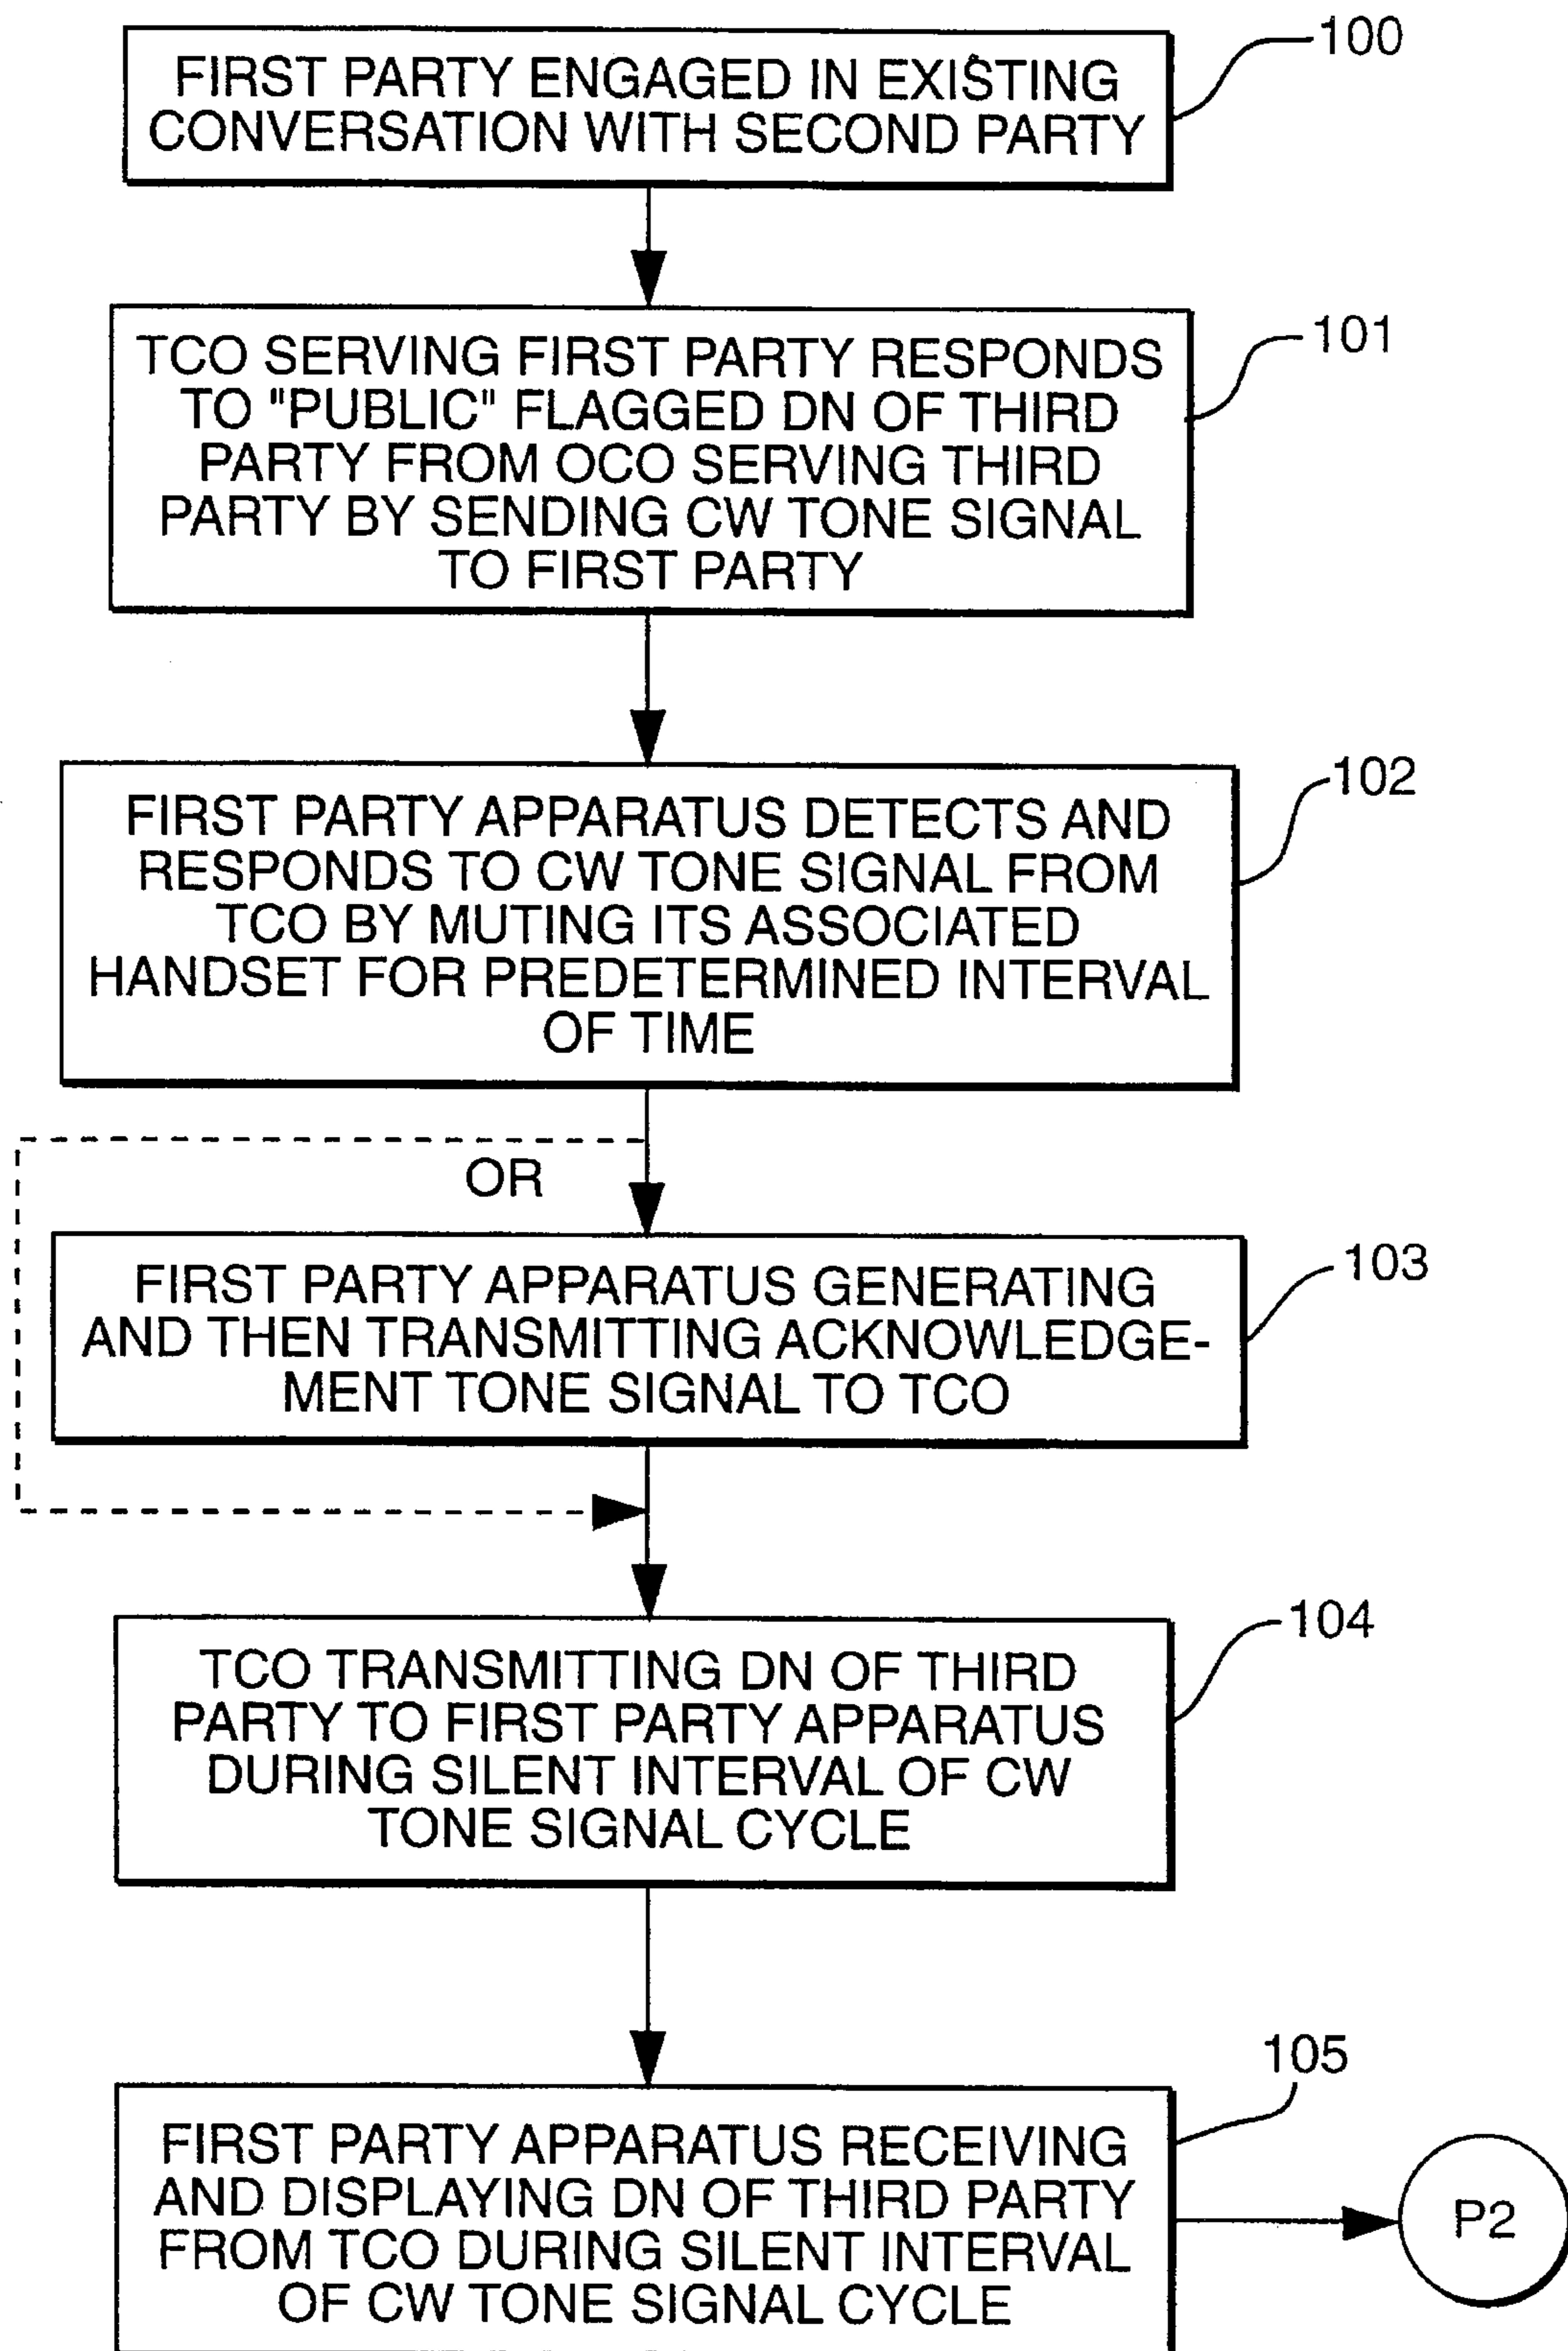 100
FIRST PARTY ENGAGED IN EXISTING
CONVERSATION WITH SECOND PARTY
101
TCO SERVING FIRST PARTY RESPONDS
TO "PUBLIC" FLAGGED DN OF THIRD
PARTY FROM OCO SERVING THIRD
PARTY BY SENDING CW TONE SIGNAL
TO FIRST PARTY
102
FIRST PARTY APPARATUS DETECTS AND
RESPONDS TO CW TONE SIGNAL FROM
TCO BY MUTING ITS ASSOCIATED
HANDSET FOR PREDETERMINED INTERVAL
OF TIME
OR
103
FIRST PARTY APPARATUS GENERATING
AND THEN TRANSMITTING ACKNOWLEDGE-
MENT TONE SIGNAL TO TCO
104
TCO TRANSMITTING DN OF THIRD
PARTY TO FIRST PARTY APPARATUS
DURING SILENT INTERVAL OF CW
TONE SIGNAL CYCLE
105
FIRST PARTY APPARATUS RECEIVING
AND DISPLAYING DN OF THIRD PARTY
FROM TCO DURING SILENT INTERVAL
OF CW TONE SIGNAL CYCLE
P2